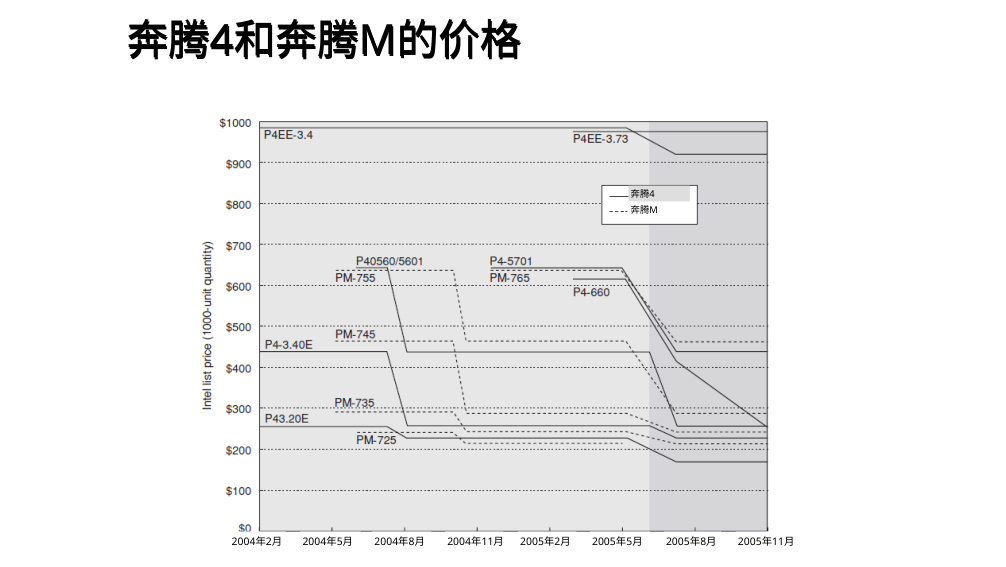 奔腾4和奔腾M的价格
$1000
P4EE-3.4
P4EE-3.73
$900
奔腾4
$800
奔腾M
$700
P40560/5601
P4-5701
PM-755
PM-765
$600
P4-660
$500
PM-745
P4-3.40E
$400
PM-735
$300
P43.20E
PM-725
$200
$100
$0
Intel list price (1000-unit quantity)
2004年2月 2004年5月 2004年8月 2004年11月 2005年2月 2005年5月 2005年8月 2005年11月